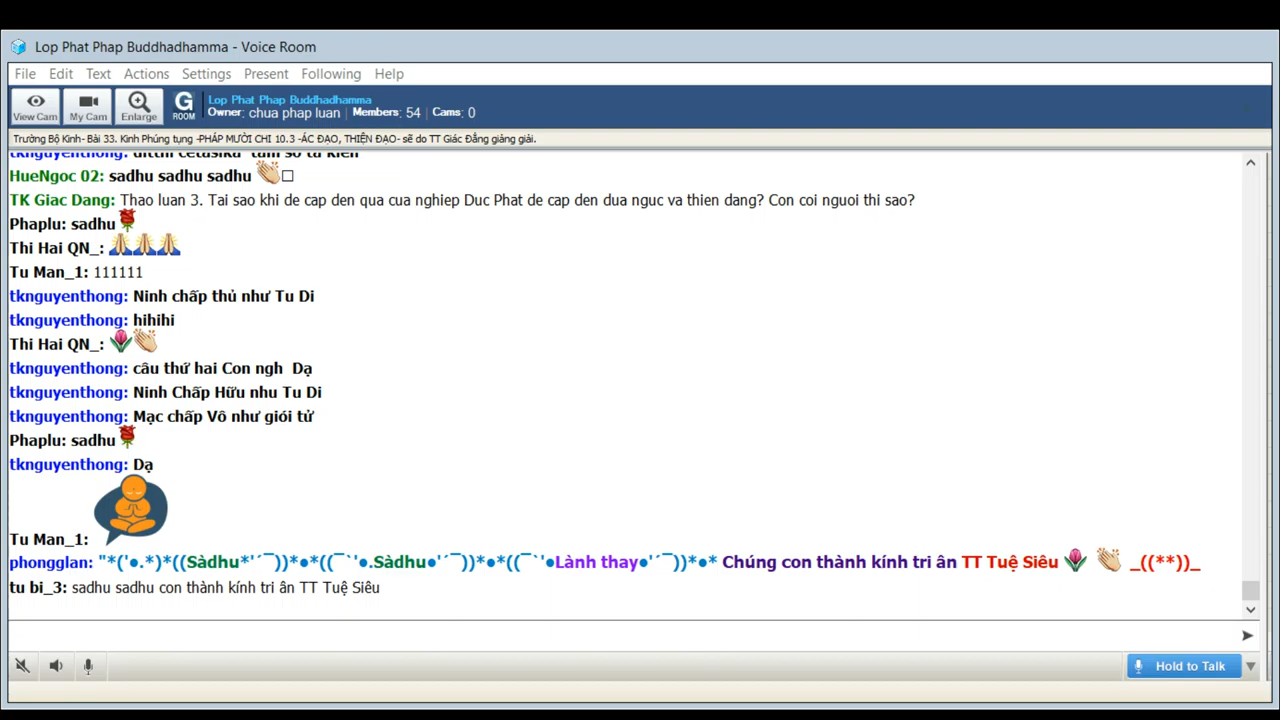 Lop Phat Phap Buddhadhamma - Voice Room
File Edit Text Actions Settings Present Following Help
View Cam My Cam Enlarge G ROOM
Lop Phat Phap Buddhadhamma
Owner: chua phap luan | Members: 54 | Cams: 0
Trường Bộ Kinh- Bài 33. Kinh Phúng tụng -PHÁP MƯỜI CHI 10.3 -ÁC ĐẠO, THIỆN ĐẠO- sẽ do TT Giác Đẳng giảng giải.
tknguyenthong:
HueNgoc 02: sadhu sadhu sadhu
TK Giac Dang: Thao luan 3. Tai sao khi de cap den qua cua nghiep Duc Phat de cap den dua nguc va thien dang? Con coi nguoi thi sao?
Phaplu: sadhu
Thi Hai QN_:
Tu Man_1: 111111
tknguyenthong: Ninh chấp thủ như Tu Di
tknguyenthong: hihihi
Thi Hai QN_:
tknguyenthong: câu thứ hai Con ngh Dạ
tknguyenthong: Ninh Chấp Hữu nhu Tu Di
tknguyenthong: Mạc chấp Vô như giói tử
Phaplu: sadhu
tknguyenthong: Dạ
Tu Man_1:
phongglan: "*('●.*)*((Sàdhu*'´¯))*●*((¯`'●.Sàdhu●'´¯))*●*((¯`'●Lành thay●'´¯))*●* Chúng con thành kính tri ân TT Tuệ Siêu _((**))_
tu bi_3: sadhu sadhu con thành kính tri ân TT Tuệ Siêu
Hold to Talk